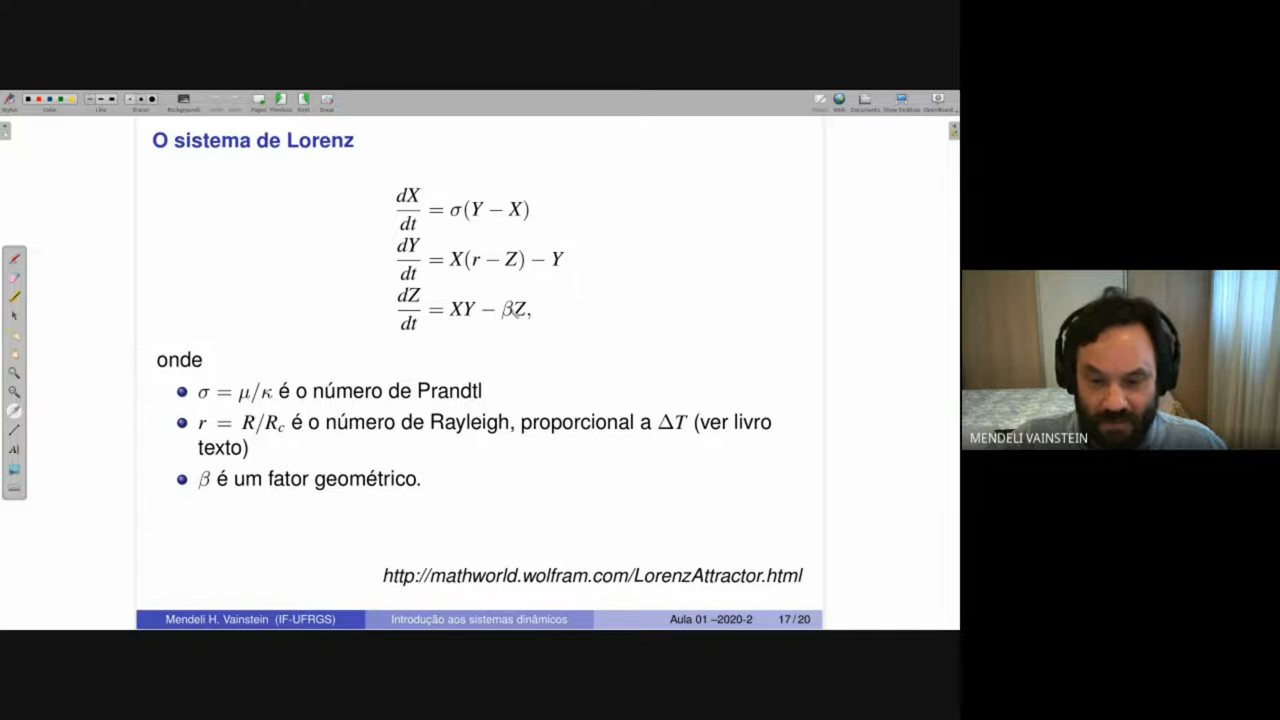 O sistema de Lorenz
dX/dt = σ(Y − X)
dY/dt = X(r − Z) − Y
dZ/dt = XY − βZ,
onde
σ = μ/κ é o número de Prandtl
r = R/R_c é o número de Rayleigh, proporcional a ΔT (ver livro
texto)
β é um fator geométrico.
http://mathworld.wolfram.com/LorenzAttractor.html
Mendeli H. Vainstein (IF-UFRGS) Introdução aos sistemas dinâmicos Aula 01 –2020-2 17 / 20
MENDELI VAINSTEIN